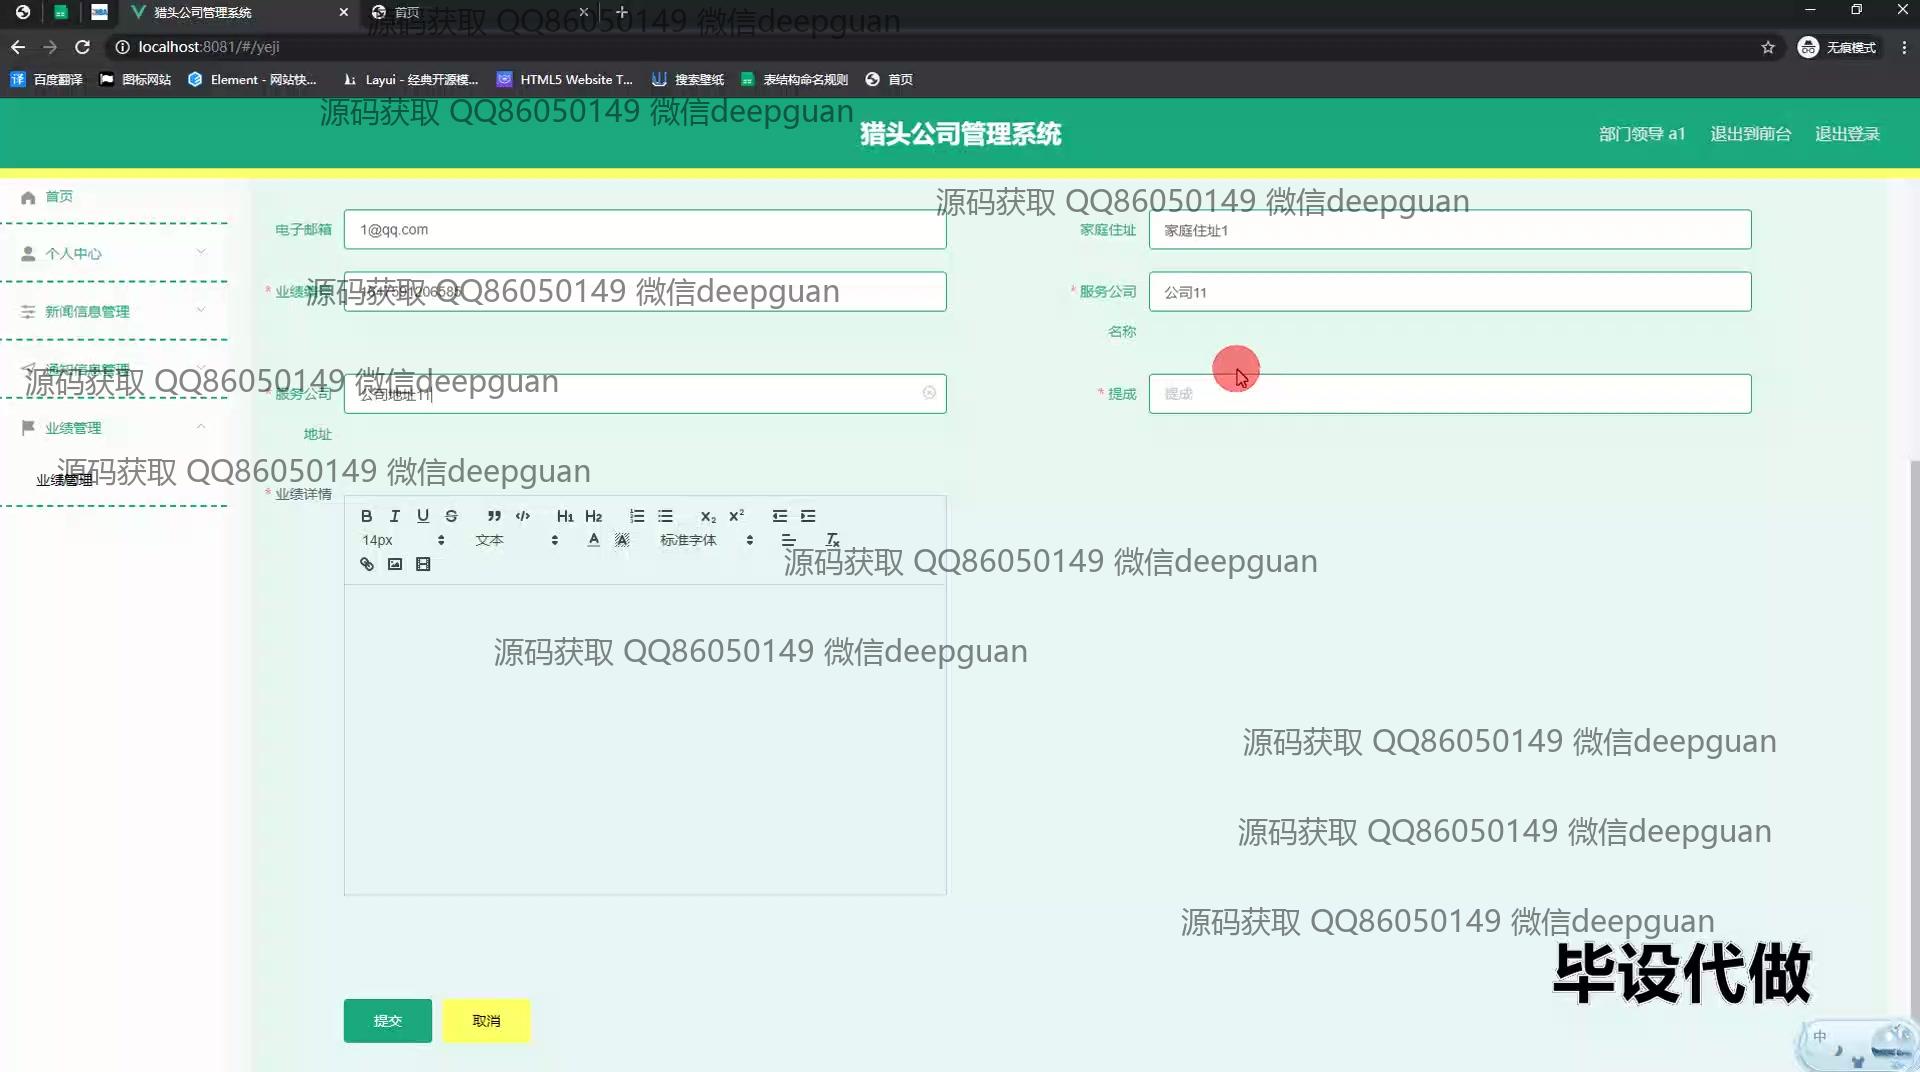 猎头公司管理系统
首页
源码获取 QQ86050149 微信deepguan
localhost:8081/#/yeji
无痕模式
百度翻译
图标网站
Element - 网站快...
Layui - 经典开源模...
HTML5 Website T...
搜索壁纸
表结构命名规则
首页
源码获取 QQ86050149 微信deepguan
猎头公司管理系统
部门领导 a1
退出到前台
退出登录
首页
个人中心
新闻信息管理
通知信息管理
业绩管理
业绩管理
源码获取 QQ86050149 微信deepguan
电子邮箱
1@qq.com
家庭住址
家庭住址1
源码获取 QQ86050149 微信deepguan
* 服务公司
名称
公司11
源码获取 QQ86050149 微信deepguan
* 服务公司
地址
公司地址11
* 提成
提成
源码获取 QQ86050149 微信deepguan
* 业绩详情
B I U S H1 H2 X2 X2
14px
文本
A A
标准字体
Tx
源码获取 QQ86050149 微信deepguan
源码获取 QQ86050149 微信deepguan
源码获取 QQ86050149 微信deepguan
源码获取 QQ86050149 微信deepguan
源码获取 QQ86050149 微信deepguan
毕设代做
提交
取消
中